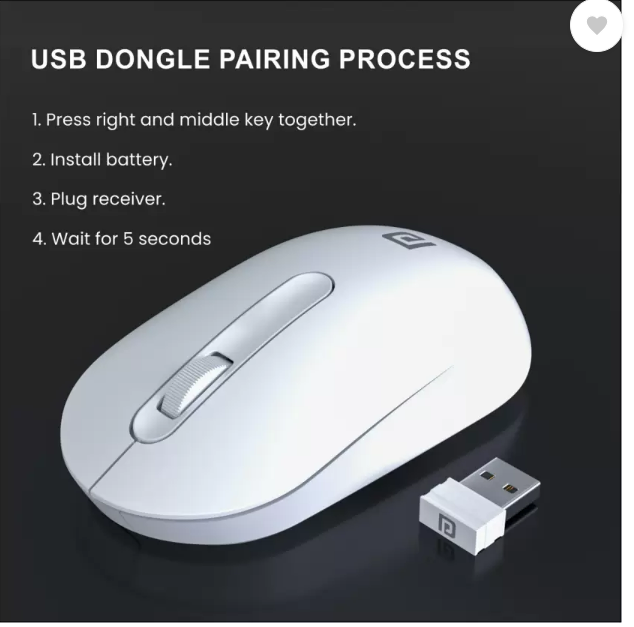 USB DONGLE PAIRING PROCESS
1. Press right and middle key together.
2. Install battery.
3. Plug receiver.
4. Wait for 5 seconds